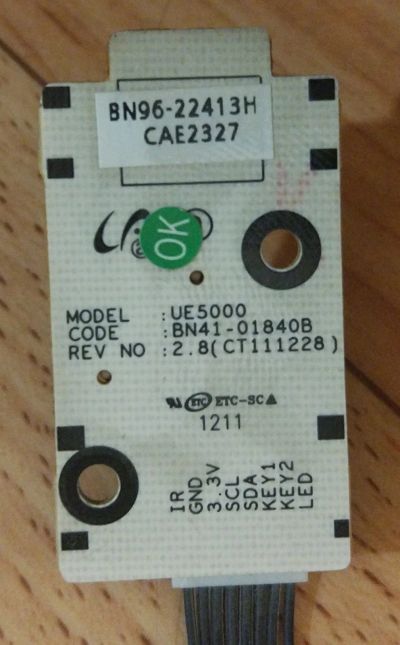 BN96-22413H
CAE2327
OK
MODEL : UE5000
CODE : BN41-01840B
REV NO : 2.8(CT111228)
ETC ETC-SC
1211
IR
GND
3.3V
SCL
SDA
KEY1
KEY2
LED